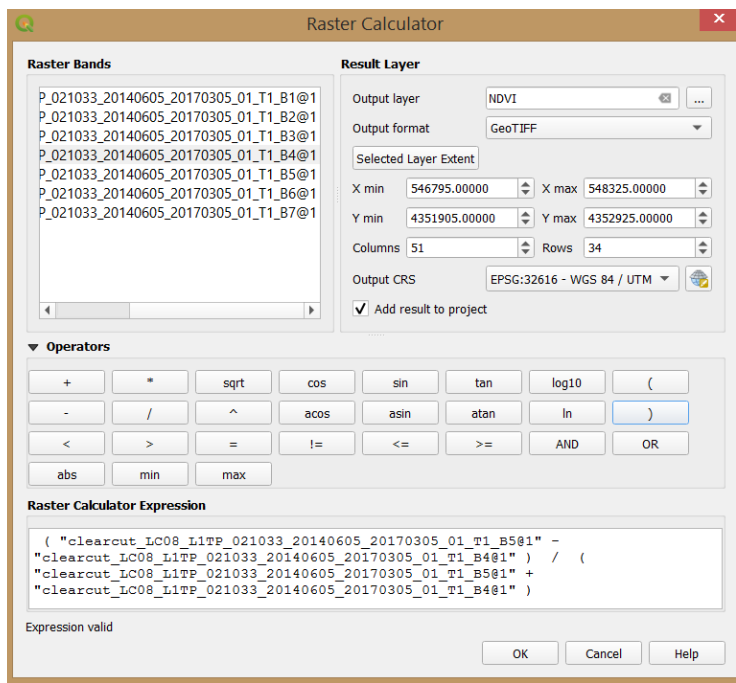 Raster Calculator
Raster Bands
P_021033_20140605_20170305_01_T1_B1@1
P_021033_20140605_20170305_01_T1_B2@1
P_021033_20140605_20170305_01_T1_B3@1
P_021033_20140605_20170305_01_T1_B4@1
P_021033_20140605_20170305_01_T1_B5@1
P_021033_20140605_20170305_01_T1_B6@1
P_021033_20140605_20170305_01_T1_B7@1
Result Layer
Output layer NDVI ...
Output format GeoTIFF
Selected Layer Extent
X min 546795.00000 X max 548325.00000
Y min 4351905.00000 Y max 4352925.00000
Columns 51 Rows 34
Output CRS EPSG:32616 - WGS 84 / UTM
Add result to project
Operators
+ * sqrt cos sin tan log10 (
- / ^ acos asin atan ln )
< > = != <= >= AND OR
abs min max
Raster Calculator Expression
( "clearcut_LC08_L1TP_021033_20140605_20170305_01_T1_B5@1" -
"clearcut_LC08_L1TP_021033_20140605_20170305_01_T1_B4@1" ) / (
"clearcut_LC08_L1TP_021033_20140605_20170305_01_T1_B5@1" +
"clearcut_LC08_L1TP_021033_20140605_20170305_01_T1_B4@1" )
Expression valid
OK Cancel Help